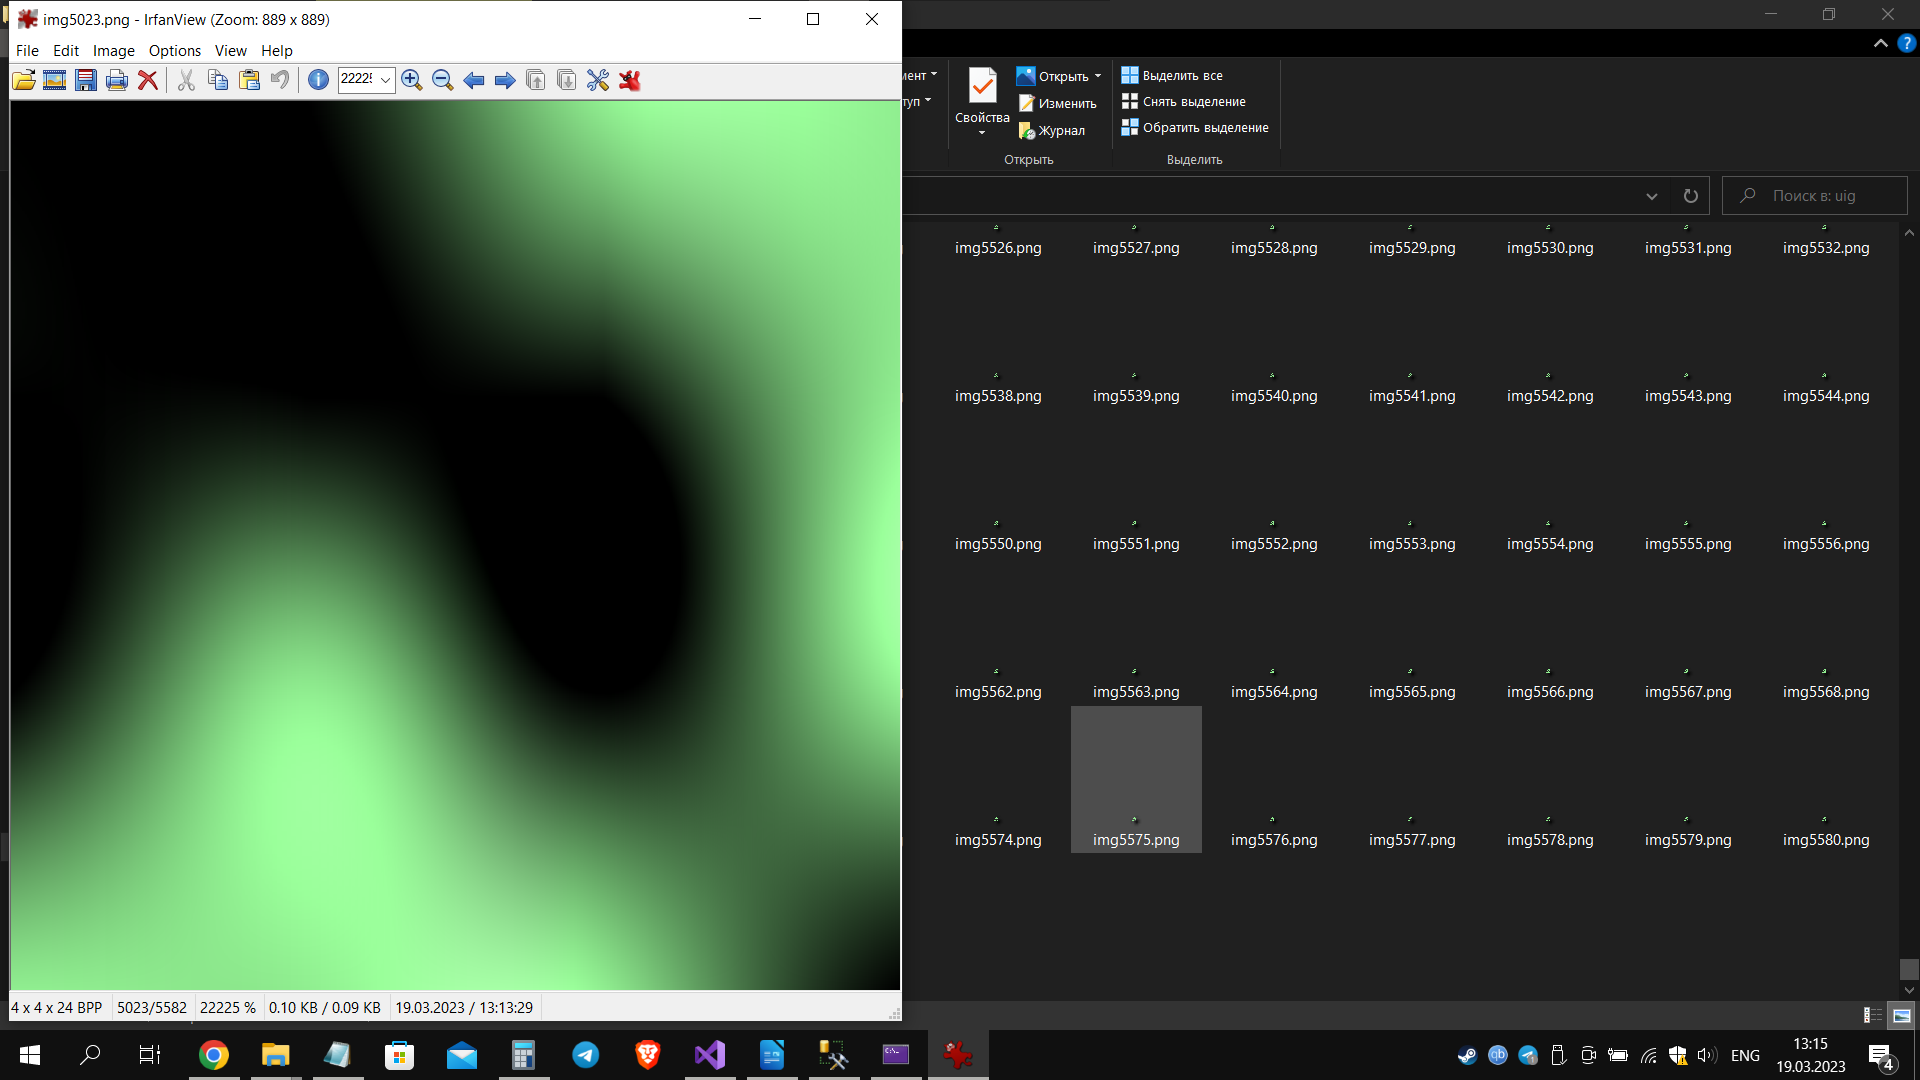 img5023.png - IrfanView (Zoom: 889 x 889)
File Edit Image Options View Help
4 x 4 x 24 BPP 5023/5582 22225 % 0.10 KB / 0.09 KB 19.03.2023 / 13:13:29
Свойства
Открыть
Изменить
Журнал
Открыть
Выделить все
Снять выделение
Обратить выделение
Выделить
Поиск в: uig
img5526.png img5527.png img5528.png img5529.png img5530.png img5531.png img5532.png
img5538.png img5539.png img5540.png img5541.png img5542.png img5543.png img5544.png
img5550.png img5551.png img5552.png img5553.png img5554.png img5555.png img5556.png
img5562.png img5563.png img5564.png img5565.png img5566.png img5567.png img5568.png
img5574.png img5575.png img5576.png img5577.png img5578.png img5579.png img5580.png
ENG
13:15
19.03.2023
4